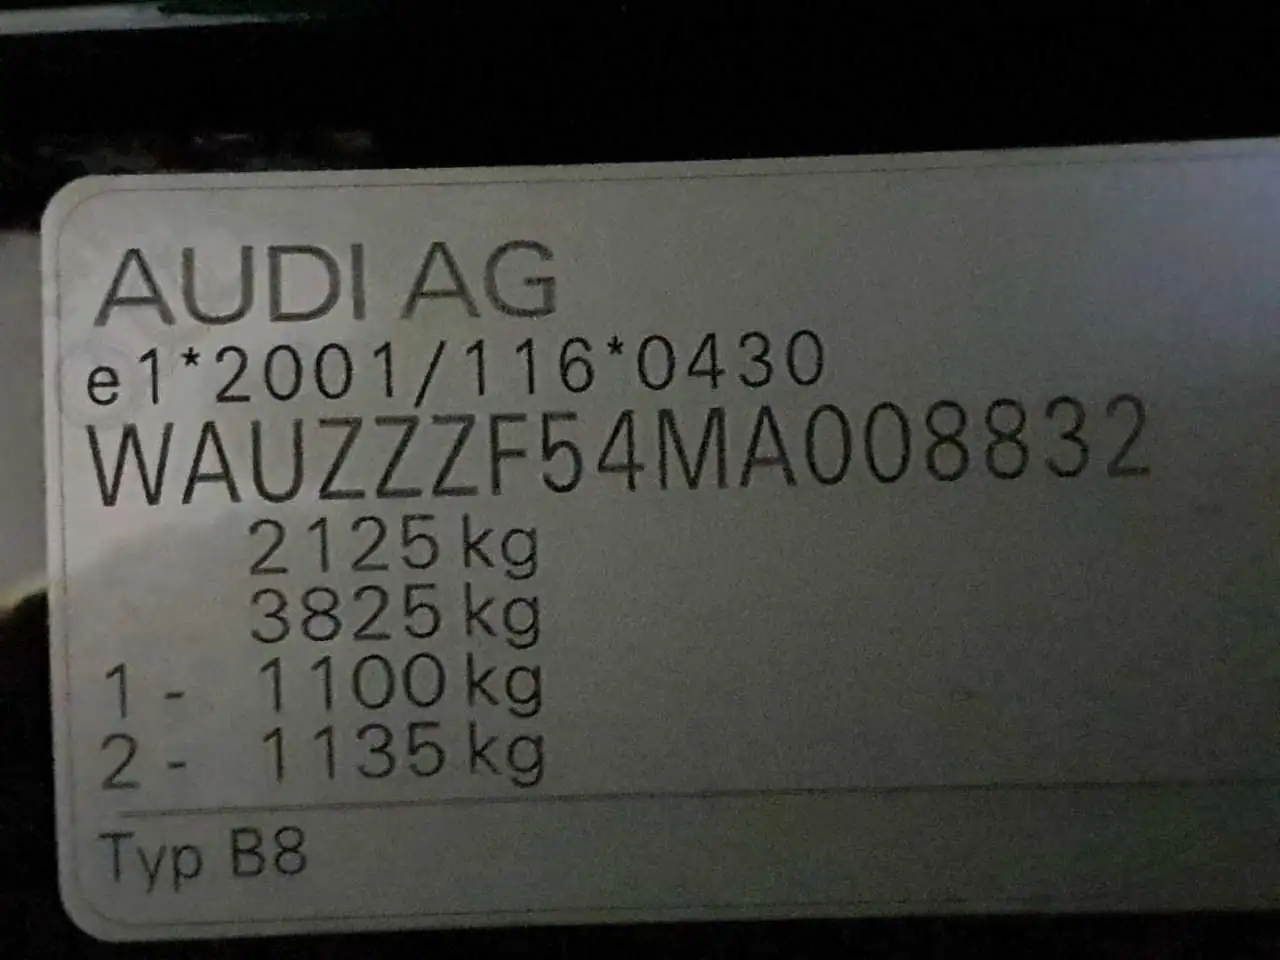 AUDI AG
e1*2001/116*0430
WAUZZZF54MA008832
2125 kg
3825 kg
1 - 1100 kg
2 - 1135 kg
Typ B8